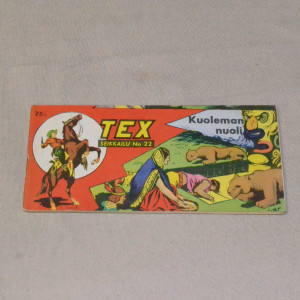 TEX
SEIKKAILU No 22
Kuoleman
nuoli